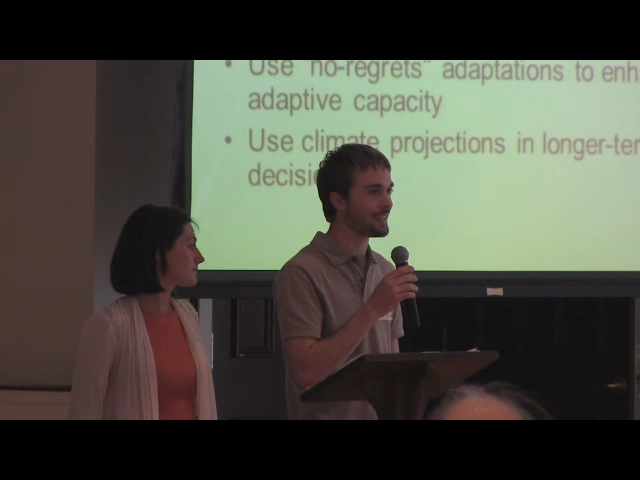 • Use "no-regrets" adaptations to enh
adaptive capacity
• Use climate projections in longer-ter
decisi